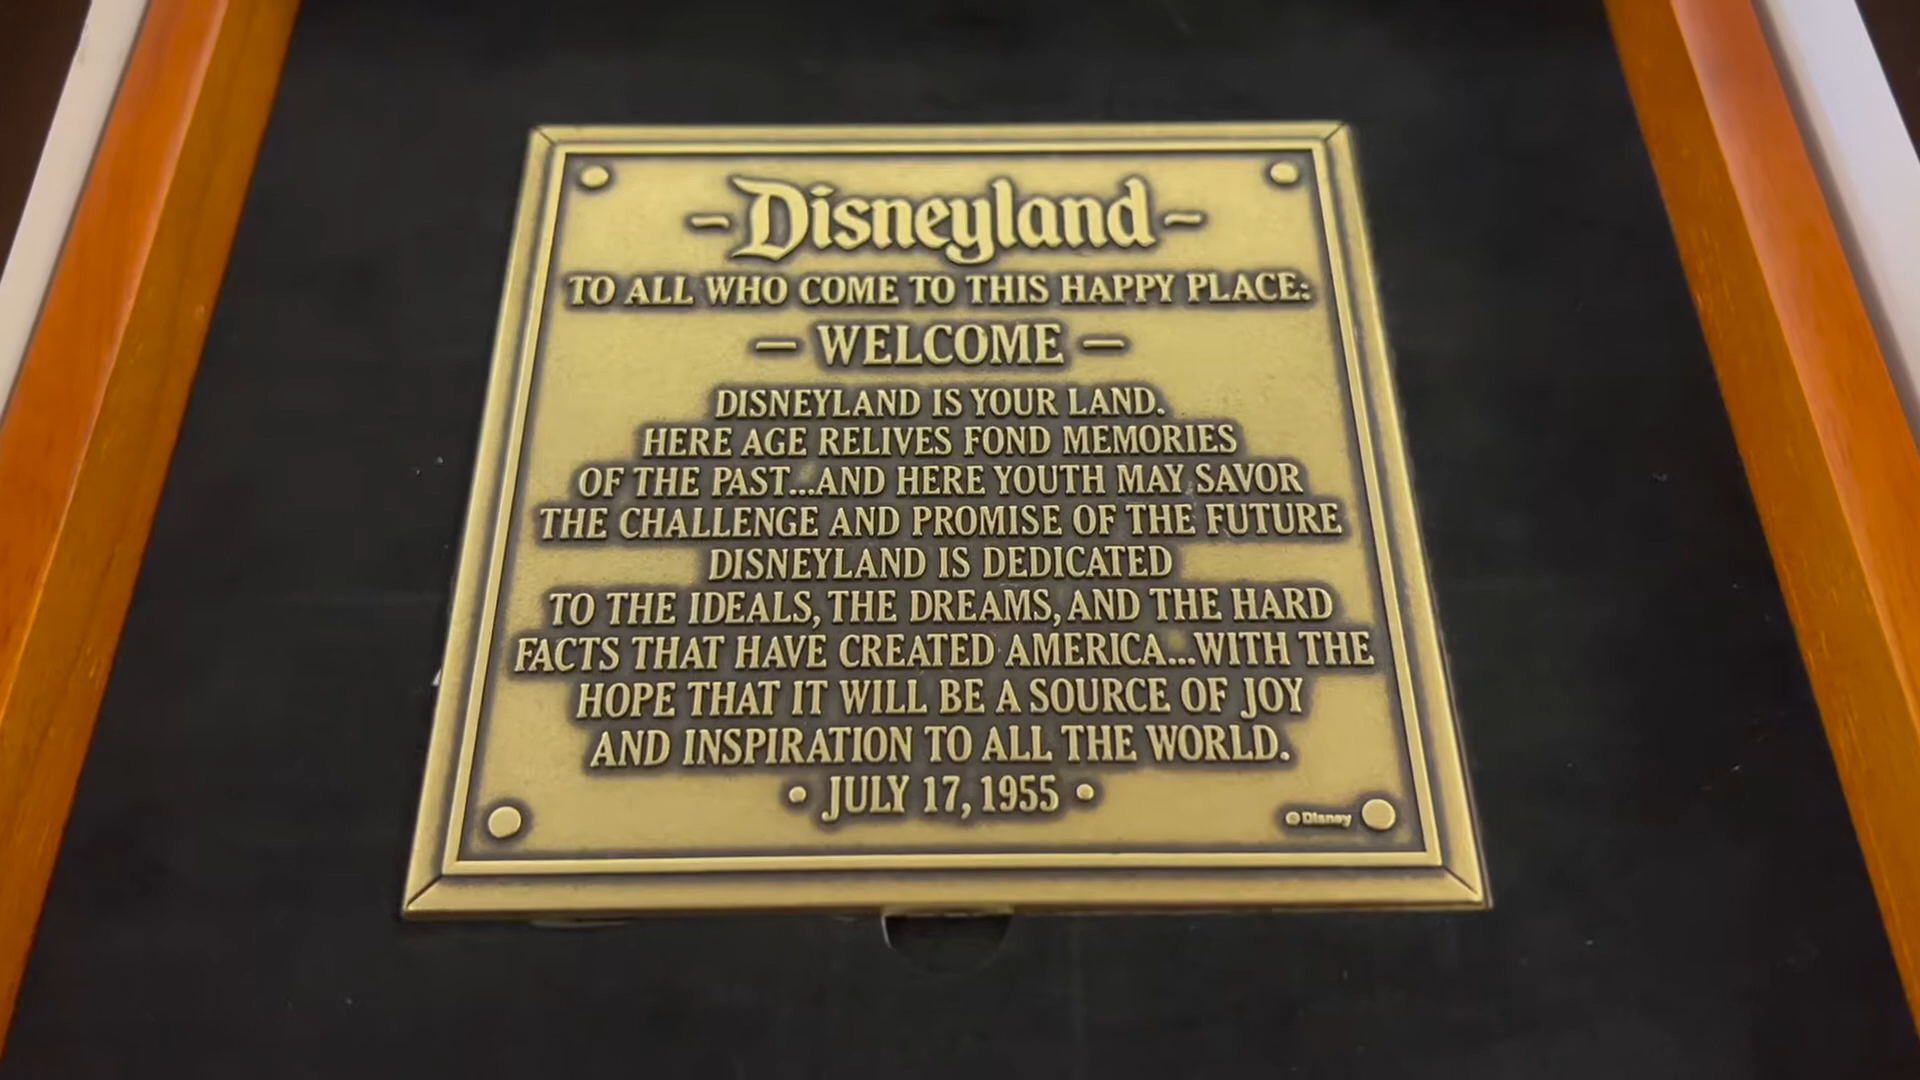 -Disneyland-
TO ALL WHO COME TO THIS HAPPY PLACE:
— WELCOME —
DISNEYLAND IS YOUR LAND.
HERE AGE RELIVES FOND MEMORIES
OF THE PAST...AND HERE YOUTH MAY SAVOR
THE CHALLENGE AND PROMISE OF THE FUTURE
DISNEYLAND IS DEDICATED
TO THE IDEALS, THE DREAMS, AND THE HARD
FACTS THAT HAVE CREATED AMERICA...WITH THE
HOPE THAT IT WILL BE A SOURCE OF JOY
AND INSPIRATION TO ALL THE WORLD.
• JULY 17, 1955 •
© Disney